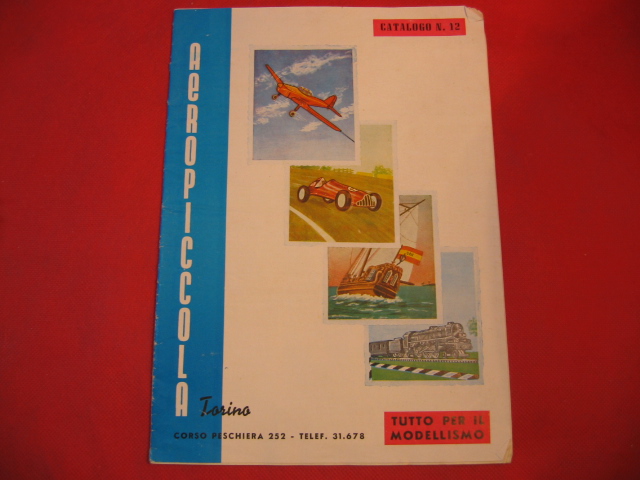 CATALOGO N. 12
AEROPICCOLA
Torino
CORSO PESCHIERA 252 - TELEF. 31.678
TUTTO PER IL
MODELLISMO